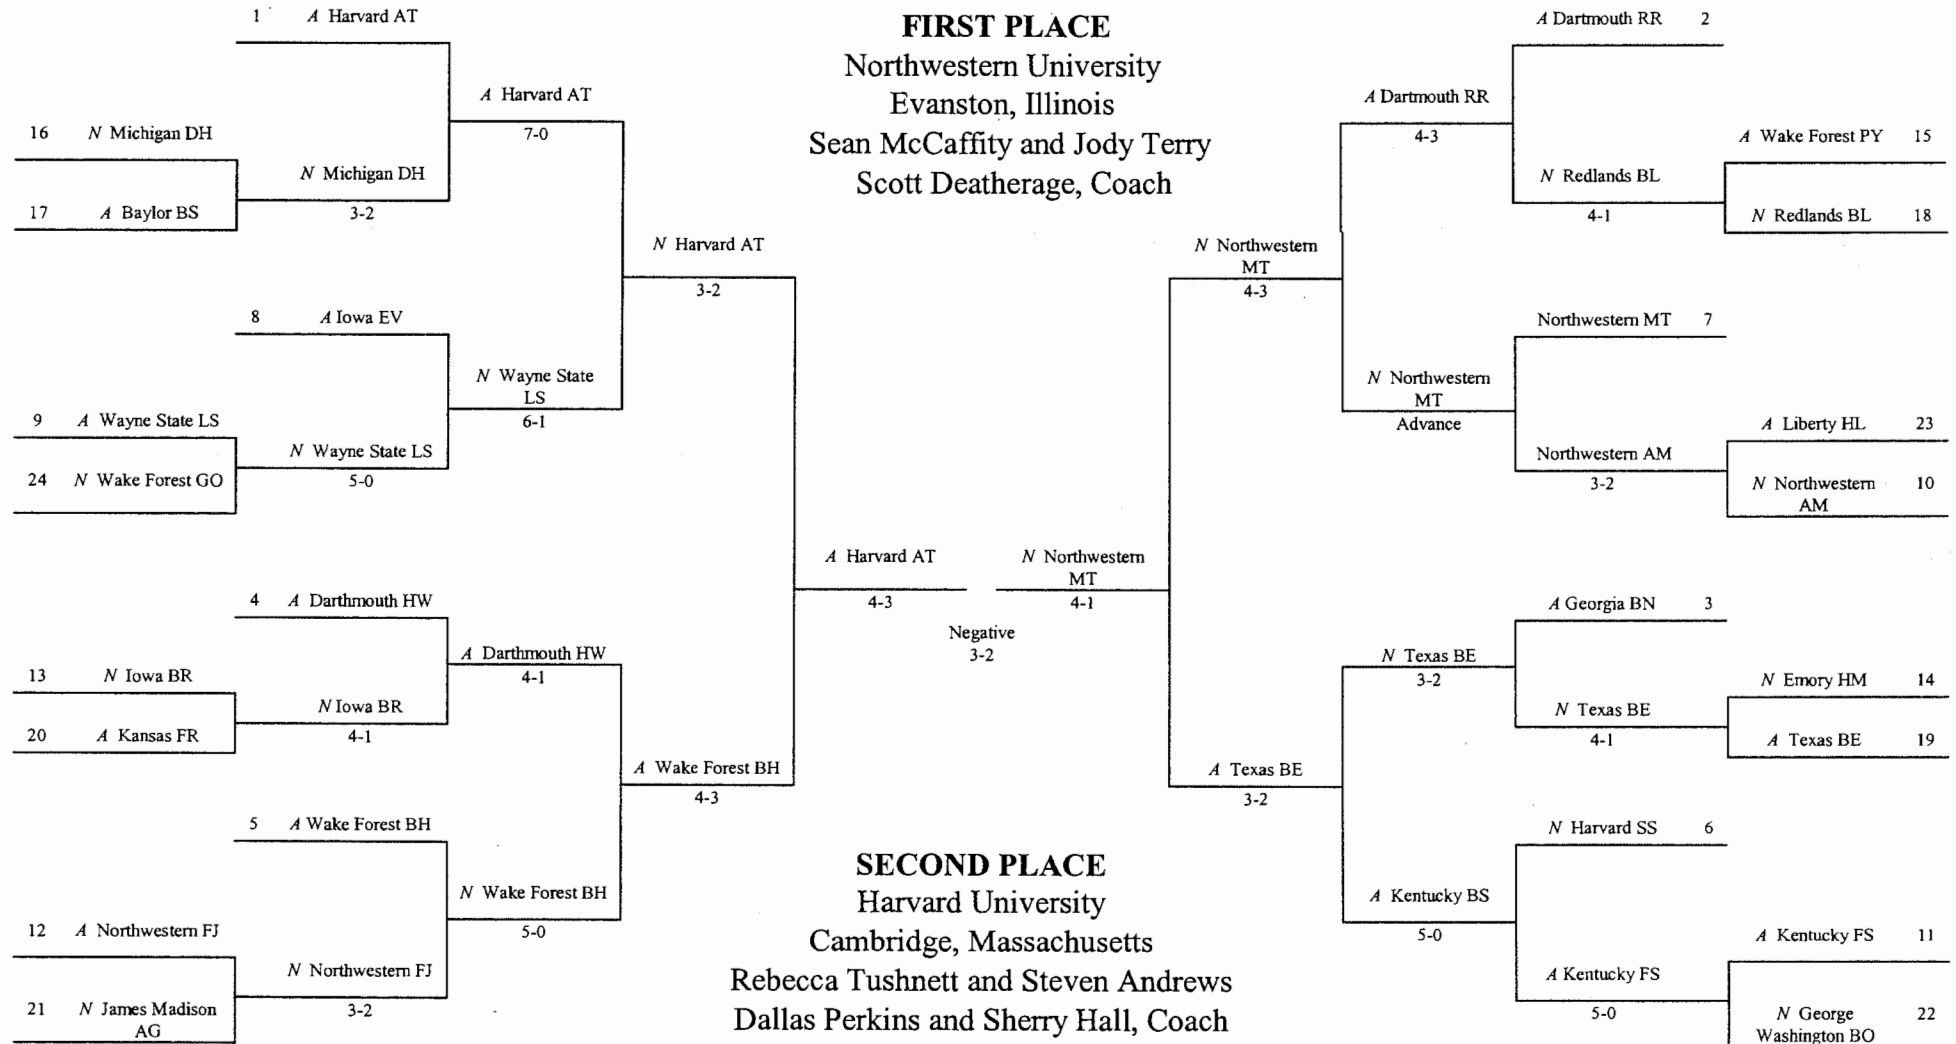 1 A Harvard AT
A Harvard AT
7-0
16 N Michigan DH
N Michigan DH
3-2
17 A Baylor BS
N Harvard AT
3-2
8 A Iowa EV
N Wayne State
LS
6-1
9 A Wayne State LS
N Wayne State LS
5-0
24 N Wake Forest GO
A Harvard AT
4-3
4 A Darthmouth HW
A Darthmouth HW
4-1
13 N Iowa BR
N Iowa BR
4-1
20 A Kansas FR
A Wake Forest BH
4-3
5 A Wake Forest BH
N Wake Forest BH
5-0
12 A Northwestern FJ
N Northwestern FJ
3-2
21 N James Madison
AG
FIRST PLACE
Northwestern University
Evanston, Illinois
Sean McCaffity and Jody Terry
Scott Deatherage, Coach
Negative
3-2
SECOND PLACE
Harvard University
Cambridge, Massachusetts
Rebecca Tushnett and Steven Andrews
Dallas Perkins and Sherry Hall, Coach
A Dartmouth RR 2
A Dartmouth RR
4-3
A Wake Forest PY 15
N Redlands BL
4-1
N Redlands BL 18
N Northwestern
MT
4-3
Northwestern MT 7
N Northwestern
MT
Advance
A Liberty HL 23
Northwestern AM
3-2
N Northwestern 10
AM
N Northwestern
MT
4-1
A Georgia BN 3
N Texas BE
3-2
N Emory HM 14
N Texas BE
4-1
A Texas BE 19
A Texas BE
3-2
N Harvard SS 6
A Kentucky BS
5-0
A Kentucky FS 11
A Kentucky FS
5-0
N George 22
Washington BO